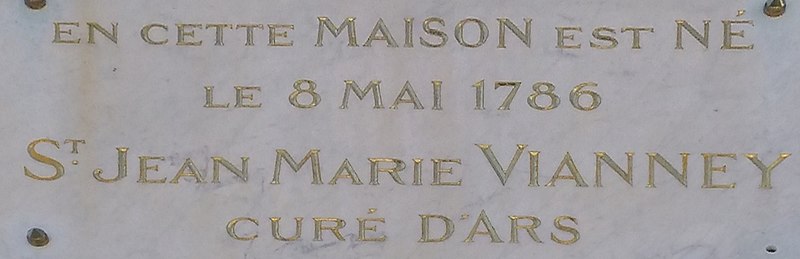 EN CETTE MAISON EST NÉ
LE 8 MAI 1786
ST. JEAN MARIE VIANNEY
CURÉ D'ARS